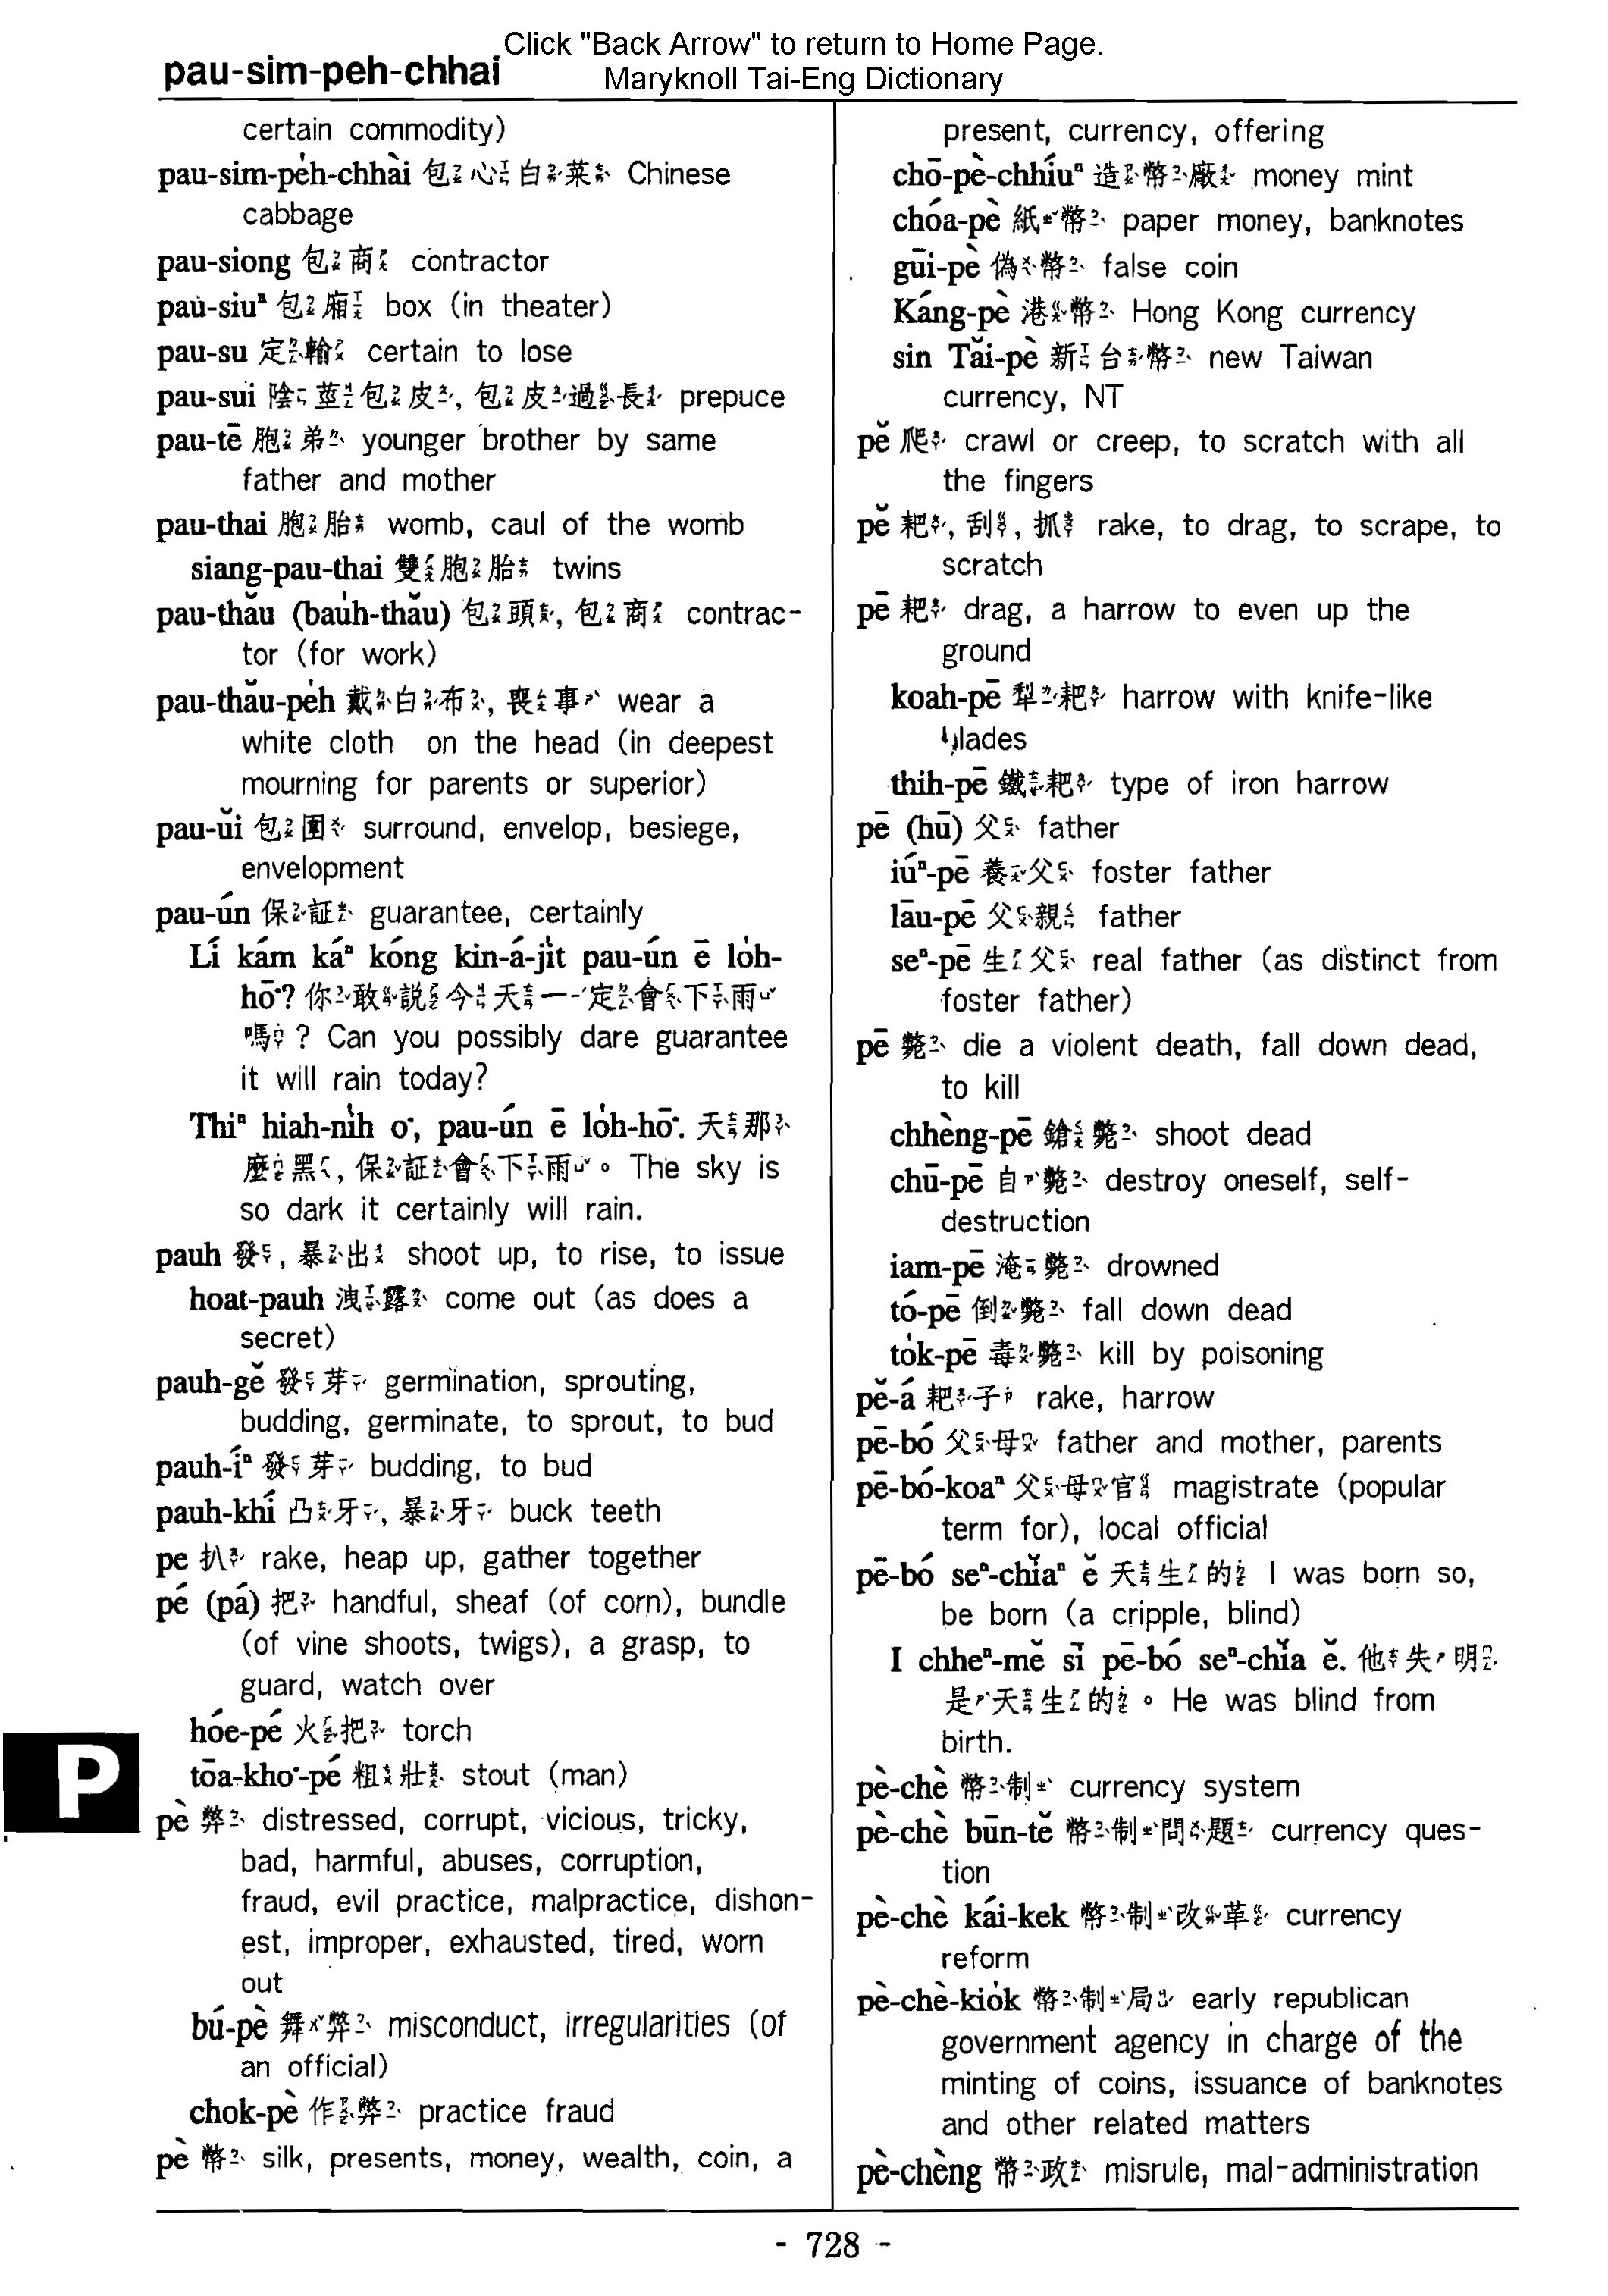 Click "Back Arrow" to return to Home Page.
pau-sim-peh-chhai
Maryknoll Tai-Eng Dictionary
certain commodity)
pau-sim-pe̍h-chhài 包心白菜 Chinese
cabbage
pau-siong 包商 contractor
pau-siuⁿ 包廂 box (in theater)
pau-su 定輸 certain to lose
pau-sui 陰莖包皮, 包皮過長 prepuce
pau-tē 胞弟 younger brother by same
father and mother
pau-thai 胞胎 womb, caul of the womb
siang-pau-thai 雙胞胎 twins
pau-thău (bau̍h-thău) 包頭, 包商 contrac-
tor (for work)
pau-thău-pe̍h 戴白布, 喪事 wear a
white cloth on the head (in deepest
mourning for parents or superior)
pau-ŭi 包圍 surround, envelop, besiege,
envelopment
pau-ún 保証 guarantee, certainly
Lí kám káⁿ kóng kin-á-ji̍t pau-ún ē lo̍h-
hō·? 你敢說今天一定會下雨
嗎? Can you possibly dare guarantee
it will rain today?
Thiⁿ hiah-ni̍h o·, pau-ún ē lo̍h-hō·. 天那
麼黑, 保証會下雨。 The sky is
so dark it certainly will rain.
pauh 發, 暴出 shoot up, to rise, to issue
hoat-pauh 洩露 come out (as does a
secret)
pauh-gĕ 發芽 germination, sprouting,
budding, germinate, to sprout, to bud
pauh-íⁿ 發芽 budding, to bud
pauh-khí 凸牙, 暴牙 buck teeth
pe 扒 rake, heap up, gather together
pé (pá) 把 handful, sheaf (of corn), bundle
(of vine shoots, twigs), a grasp, to
guard, watch over
hóe-pé 火把 torch
tōa-kho·-pé 粗壯 stout (man)
P
pè 弊 distressed, corrupt, vicious, tricky,
bad, harmful, abuses, corruption,
fraud, evil practice, malpractice, dishon-
est, improper, exhausted, tired, worn
out
bú-pè 舞弊 misconduct, irregularities (of
an official)
chok-pè 作弊 practice fraud
pè 幣 silk, presents, money, wealth, coin, a
present, currency, offering
chō-pè-chhíuⁿ 造幣廠 money mint
chóa-pè 紙幣 paper money, banknotes
gūi-pè 偽幣 false coin
Káng-pè 港幣 Hong Kong currency
sin Tăi-pè 新台幣 new Taiwan
currency, NT
pĕ 爬 crawl or creep, to scratch with all
the fingers
pĕ 耙, 刮, 抓 rake, to drag, to scrape, to
scratch
pē 耙 drag, a harrow to even up the
ground
koah-pē 犁耙 harrow with knife-like
blades
thih-pē 鐵耙 type of iron harrow
pē (hū) 父 father
iúⁿ-pē 養父 foster father
lāu-pē 父親 father
seⁿ-pē 生父 real father (as distinct from
foster father)
pē 斃 die a violent death, fall down dead,
to kill
chhèng-pē 鎗斃 shoot dead
chū-pē 自斃 destroy oneself, self-
destruction
iam-pē 淹斃 drowned
tó-pē 倒斃 fall down dead
to̍k-pē 毒斃 kill by poisoning
pĕ-á 耙子 rake, harrow
pē-bó 父母 father and mother, parents
pē-bó-koaⁿ 父母官 magistrate (popular
term for), local official
pē-bó seⁿ-chĭaⁿ ĕ 天生的 I was born so,
be born (a cripple, blind)
I chheⁿ-mĕ sī pē-bó seⁿ-chĭa ĕ. 他失明
是天生的。 He was blind from
birth.
pè-chè 幣制 currency system
pè-chè būn-tĕ 幣制問題 currency ques-
tion
pè-chè kái-kek 幣制改革 currency
reform
pè-chè-kio̍k 幣制局 early republican
government agency in charge of the
minting of coins, issuance of banknotes
and other related matters
pè-chèng 幣政 misrule, mal-administration
- 728 -